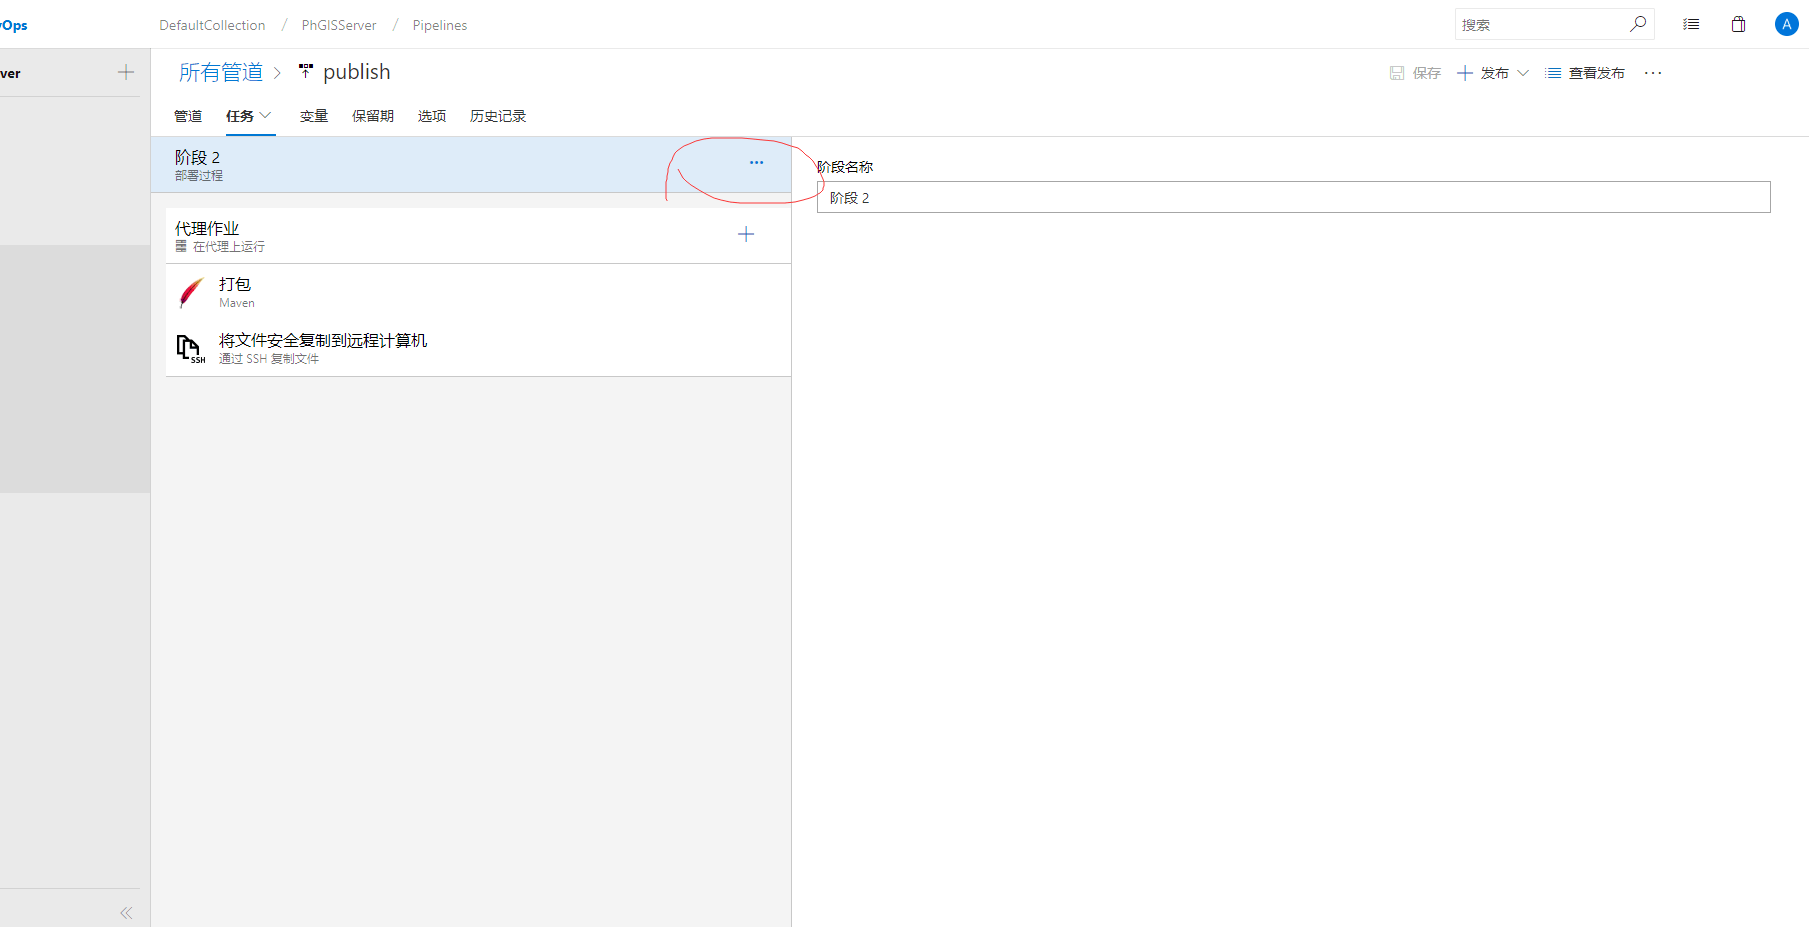 Ops
DefaultCollection / PhGISServer / Pipelines
搜索
A
ver
所有管道 > publish
保存
发布
查看发布
管道
任务
变量
保留期
选项
历史记录
阶段 2
部署过程
阶段名称
阶段 2
代理作业
在代理上运行
打包
Maven
SSH
将文件安全复制到远程计算机
通过 SSH 复制文件